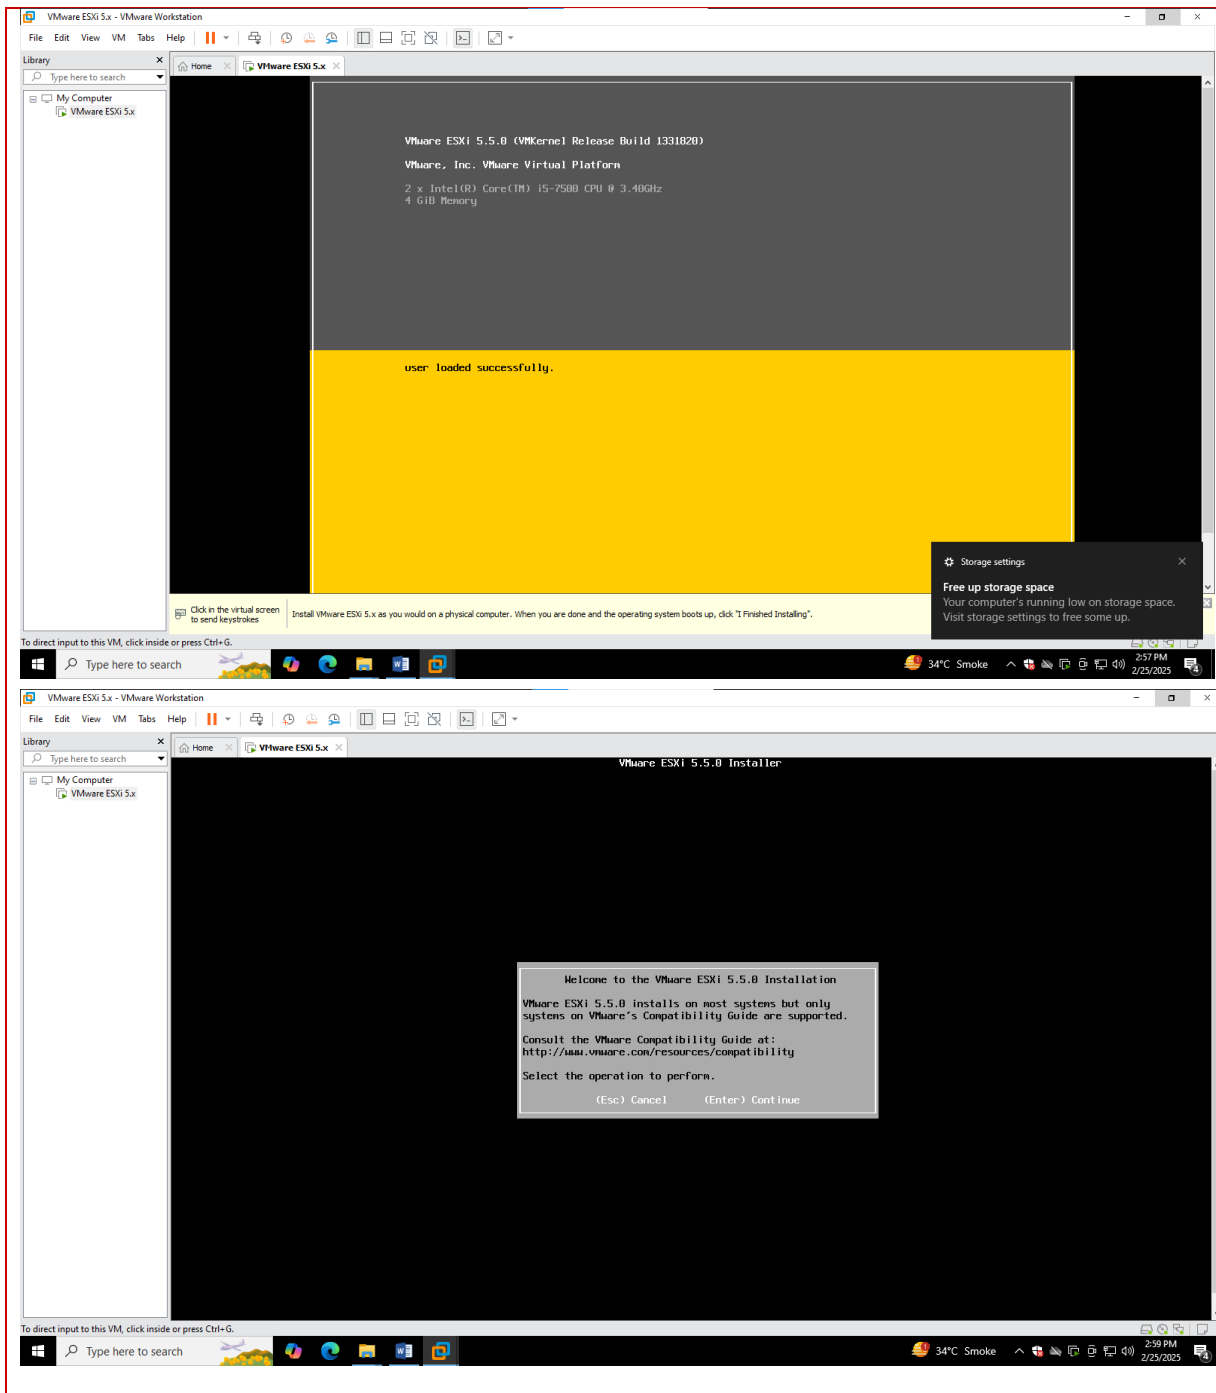 VMware ESXi 5.x - VMware Workstation
File Edit View VM Tabs Help
Library
Home
VMware ESXi 5.x
Type here to search
My Computer
VMware ESXi 5.x
VMware ESXi 5.5.0 (VMKernel Release Build 1331820)
VMware, Inc. VMware Virtual Platform
2 x Intel(R) Core(TM) i5-7500 CPU @ 3.40GHz
4 GiB Memory
user loaded successfully.
Storage settings
Free up storage space
Your computer's running low on storage space.
Visit storage settings to free some up.
Click in the virtual screen
to send keystrokes
Install VMware ESXi 5.x as you would on a physical computer. When you are done and the operating system boots up, click "I Finished Installing".
To direct input to this VM, click inside or press Ctrl+G.
Type here to search
34°C Smoke
2:57 PM
2/25/2025
4
VMware ESXi 5.x - VMware Workstation
File Edit View VM Tabs Help
Library
Home
VMware ESXi 5.x
Type here to search
My Computer
VMware ESXi 5.x
VMware ESXi 5.5.0 Installer
Welcome to the VMware ESXi 5.5.0 Installation
VMware ESXi 5.5.0 installs on most systems but only
systems on VMware's Compatibility Guide are supported.
Consult the VMware Compatibility Guide at:
http://www.vmware.com/resources/compatibility
Select the operation to perform.
(Esc) Cancel (Enter) Continue
To direct input to this VM, click inside or press Ctrl+G.
Type here to search
34°C Smoke
2:59 PM
2/25/2025
4